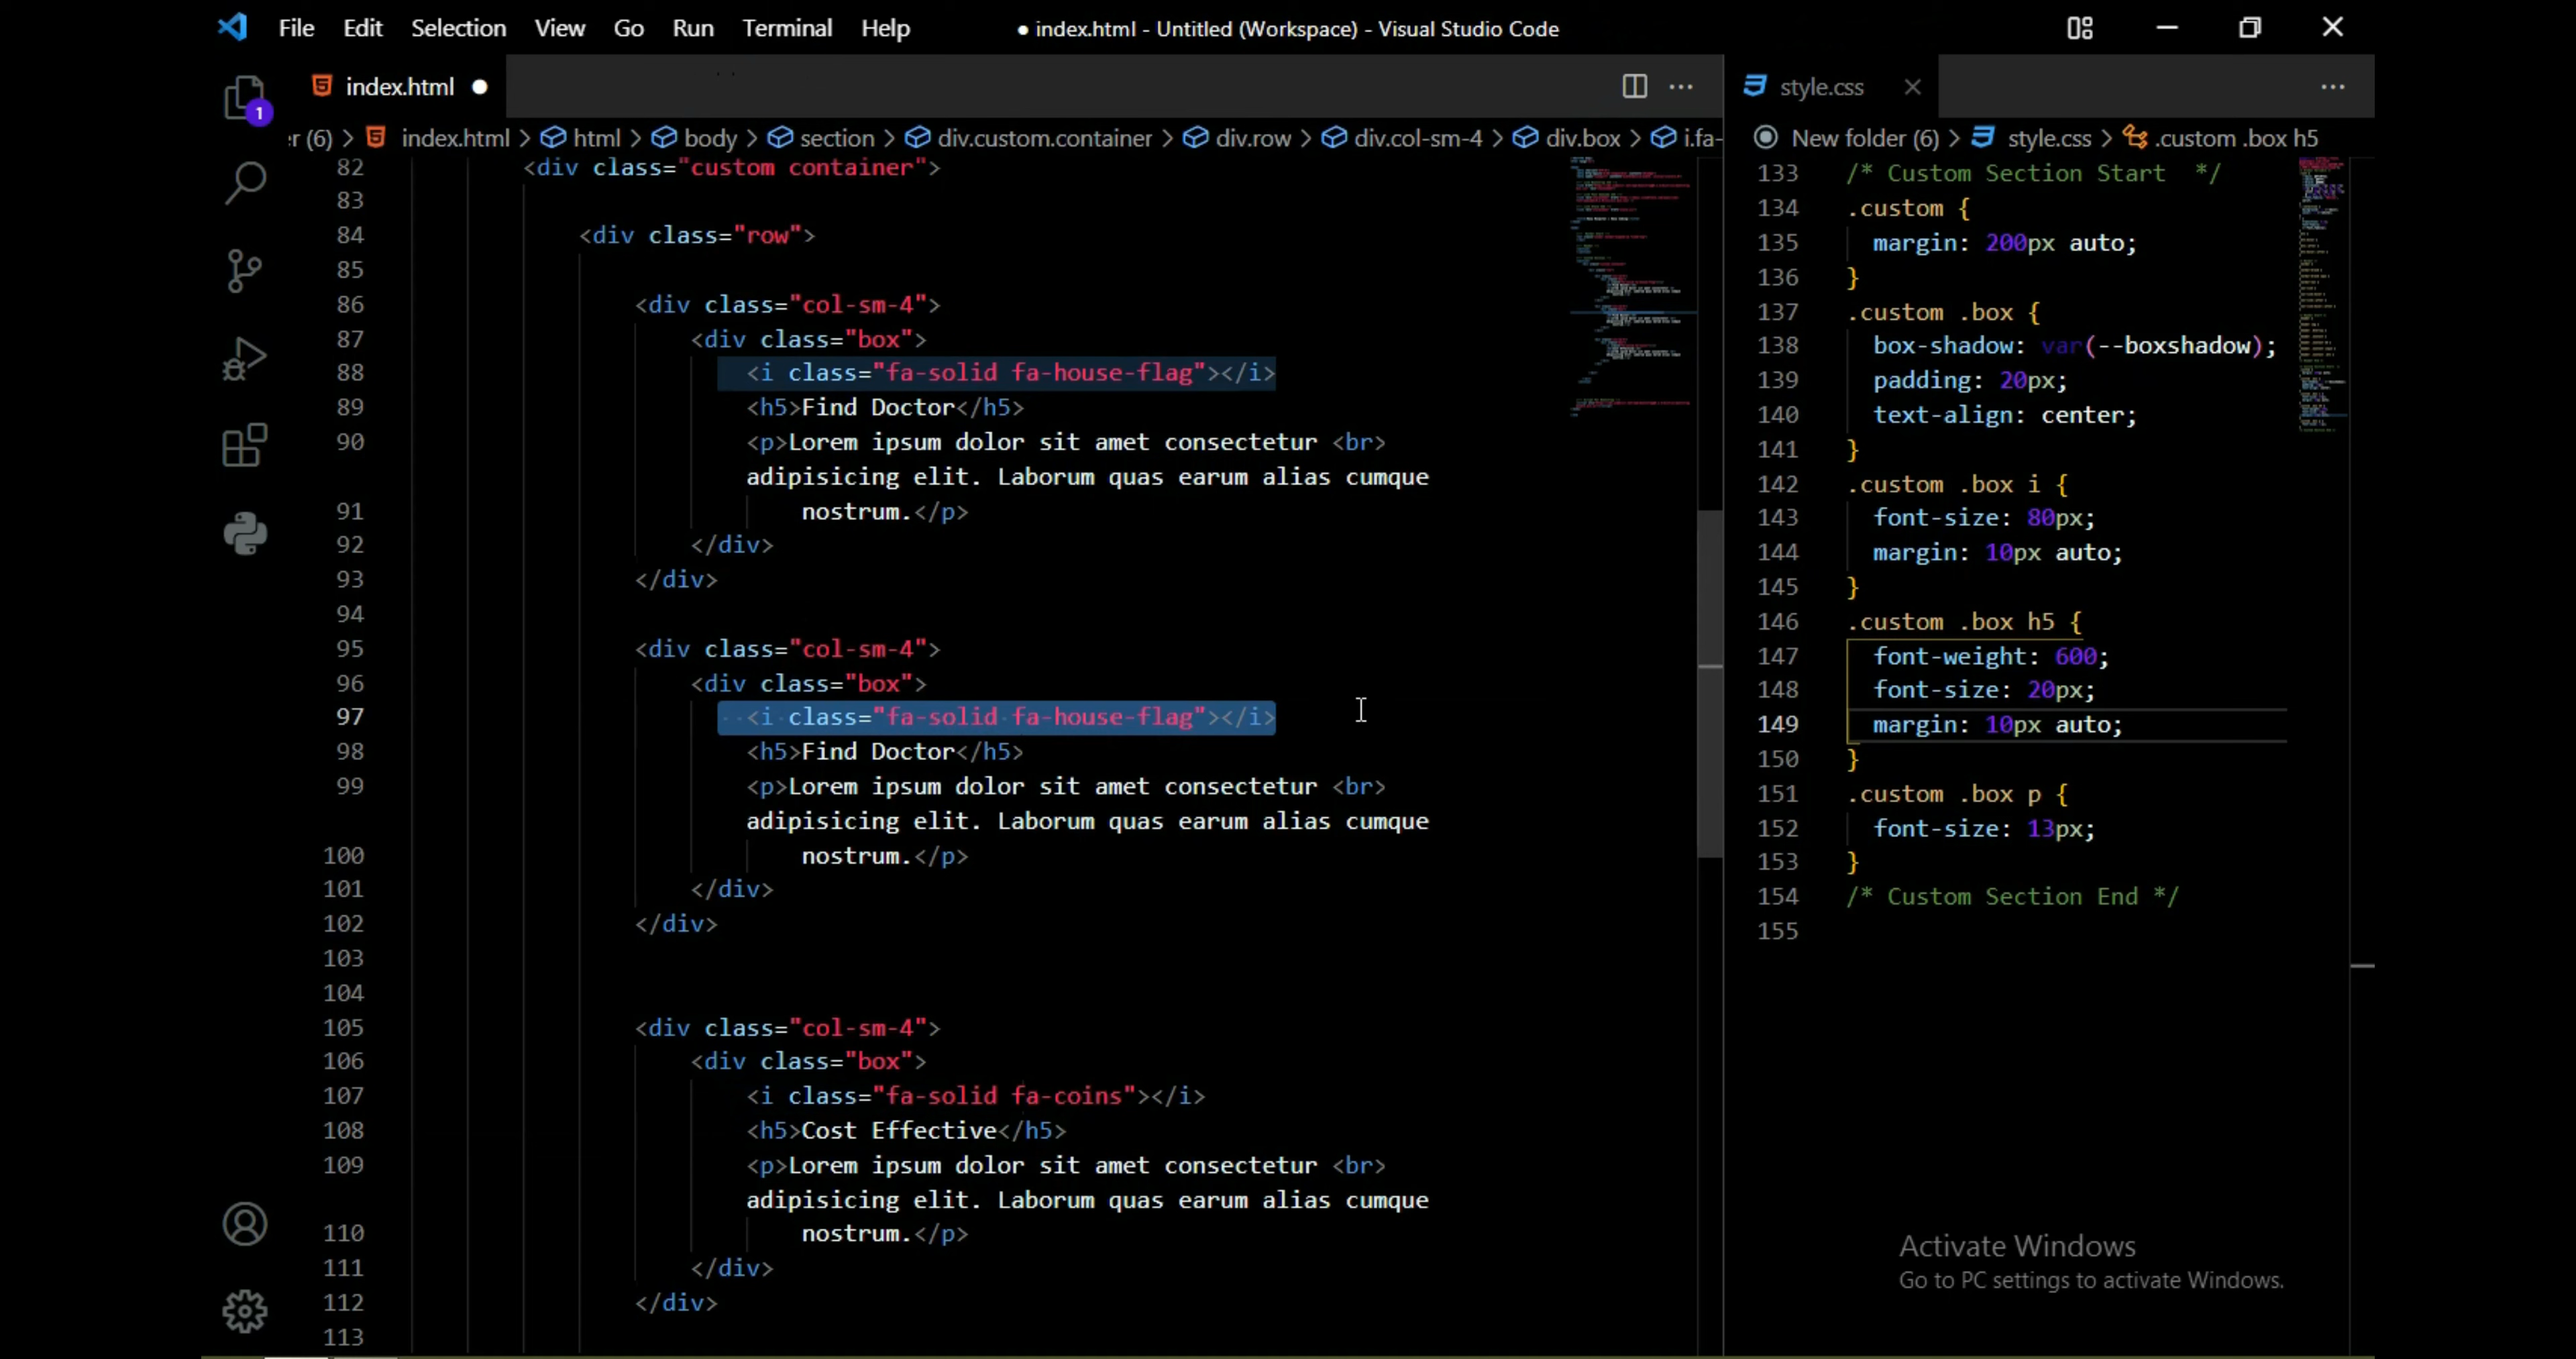 File Edit Selection View Go Run Terminal Help
● index.html - Untitled (Workspace) - Visual Studio Code
1
index.html ●
er (6) > index.html > html > body > section > div.custom.container > div.row > div.col-sm-4 > div.box > i.fa-
82 <div class="custom container">
83
84 <div class="row">
85
86 <div class="col-sm-4">
87 <div class="box">
88 <i class="fa-solid fa-house-flag"></i>
89 <h5>Find Doctor</h5>
90 <p>Lorem ipsum dolor sit amet consectetur <br>
adipisicing elit. Laborum quas earum alias cumque
91 nostrum.</p>
92 </div>
93 </div>
94
95 <div class="col-sm-4">
96 <div class="box">
97 <i class="fa-solid fa-house-flag"></i>
98 <h5>Find Doctor</h5>
99 <p>Lorem ipsum dolor sit amet consectetur <br>
adipisicing elit. Laborum quas earum alias cumque
100 nostrum.</p>
101 </div>
102 </div>
103
104
105 <div class="col-sm-4">
106 <div class="box">
107 <i class="fa-solid fa-coins"></i>
108 <h5>Cost Effective</h5>
109 <p>Lorem ipsum dolor sit amet consectetur <br>
adipisicing elit. Laborum quas earum alias cumque
110 nostrum.</p>
111 </div>
112 </div>
113
style.css
New folder (6) > style.css > .custom .box h5
133 /* Custom Section Start  */
134 .custom {
135 margin: 200px auto;
136 }
137 .custom .box {
138 box-shadow: var(--boxshadow);
139 padding: 20px;
140 text-align: center;
141 }
142 .custom .box i {
143 font-size: 80px;
144 margin: 10px auto;
145 }
146 .custom .box h5 {
147 font-weight: 600;
148 font-size: 20px;
149 margin: 10px auto;
150 }
151 .custom .box p {
152 font-size: 13px;
153 }
154 /* Custom Section End */
155
Activate Windows
Go to PC settings to activate Windows.